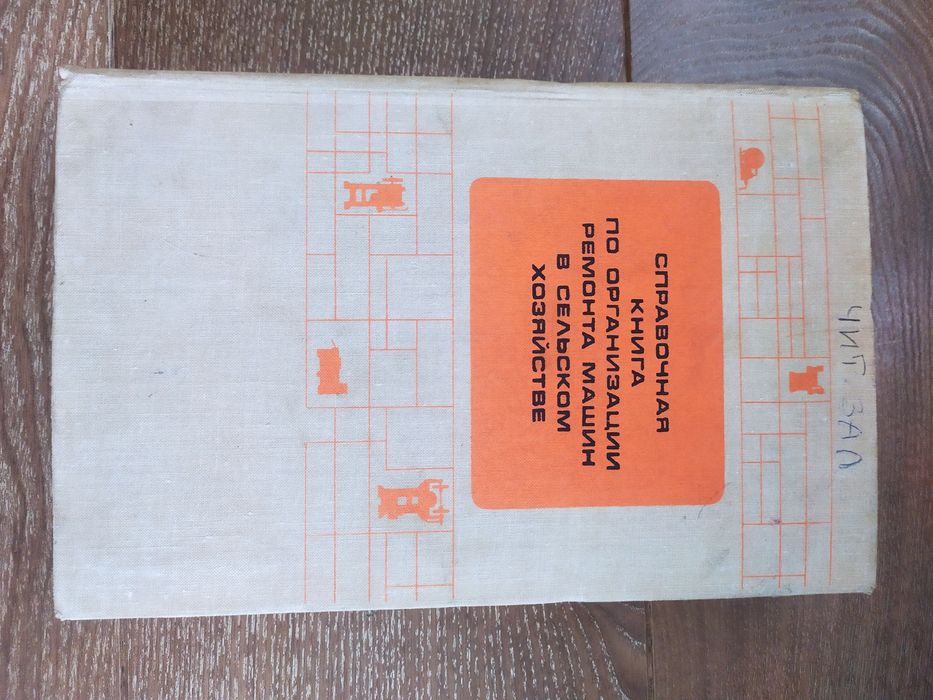 ЧИТ. ЗАЛ
СПРАВОЧНАЯ
КНИГА
ПО ОРГАНИЗАЦИИ
РЕМОНТА МАШИН
В СЕЛЬСКОМ
ХОЗЯЙСТВЕ